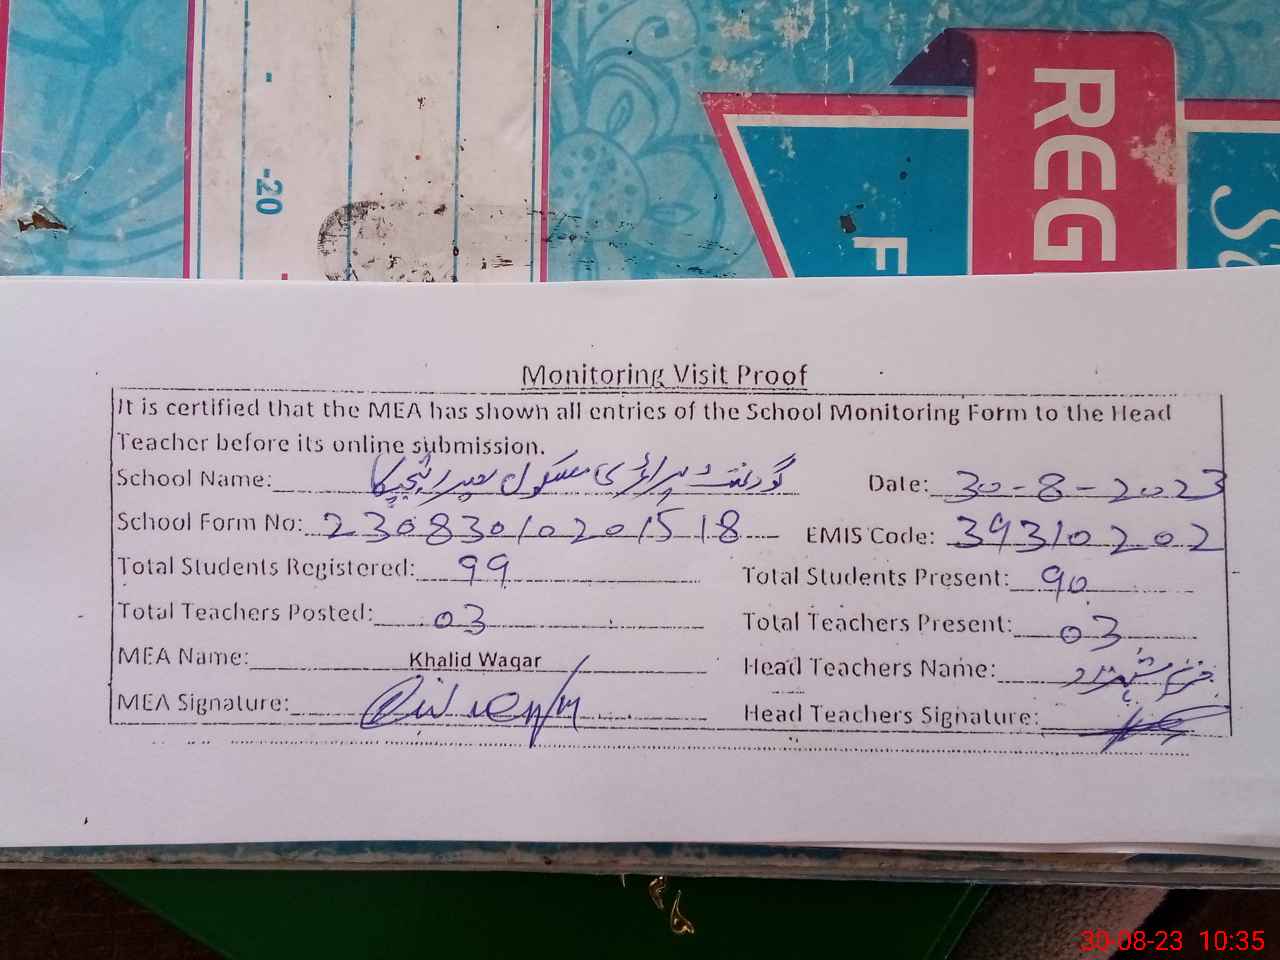 -20
REG
F
Monitoring Visit Proof
It is certified that the MEA has shown all entries of the School Monitoring Form to the Head
Teacher before its online submission.
School Name: گورنمنٹ پرائمری سکول Date: 30-8-2023
School Form No: 23083010201518 EMIS Code: 39310202
Total Students Registered: 99 Total Students Present: 90
Total Teachers Posted: 03 Total Teachers Present: 03
MEA Name: Khalid Waqar Head Teachers Name:
MEA Signature: Head Teachers Signature:
30-08-23 10:35